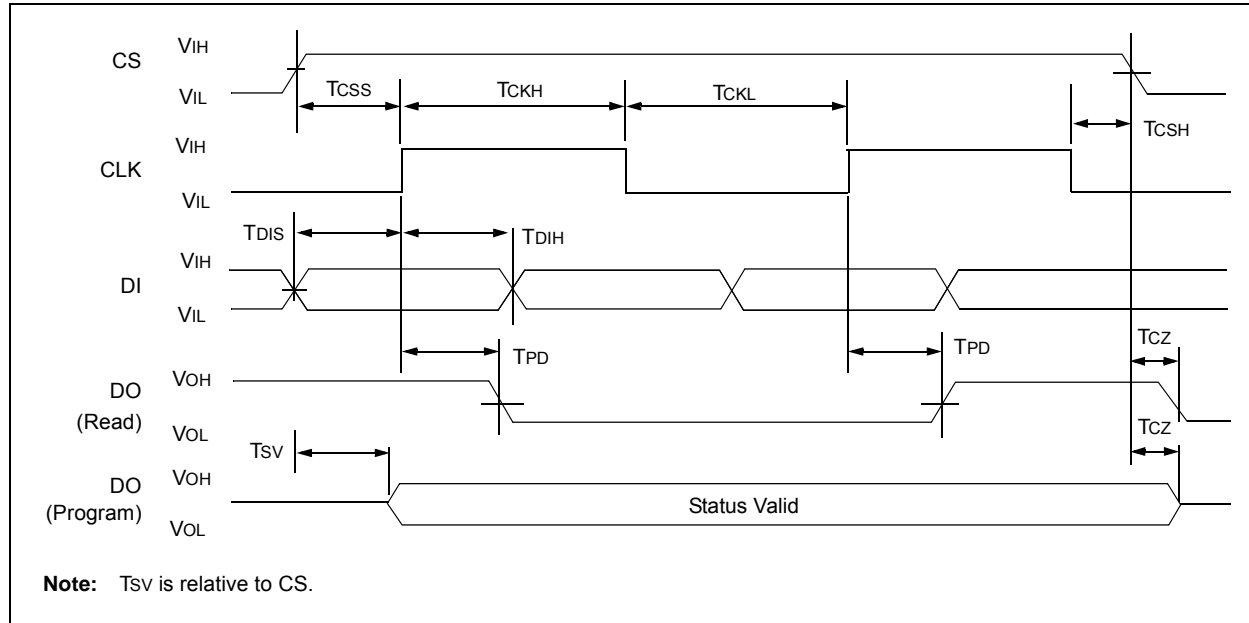 CS
VIH
VIL
TCSS
TCKH
TCKL
TCSH
CLK
VIH
VIL
TDIS
TDIH
DI
VIH
VIL
TPD
TPD
TCZ
DO
(Read)
VOH
VOL
TCZ
TSV
DO
(Program)
VOH
VOL
Status Valid
Note: TSV is relative to CS.